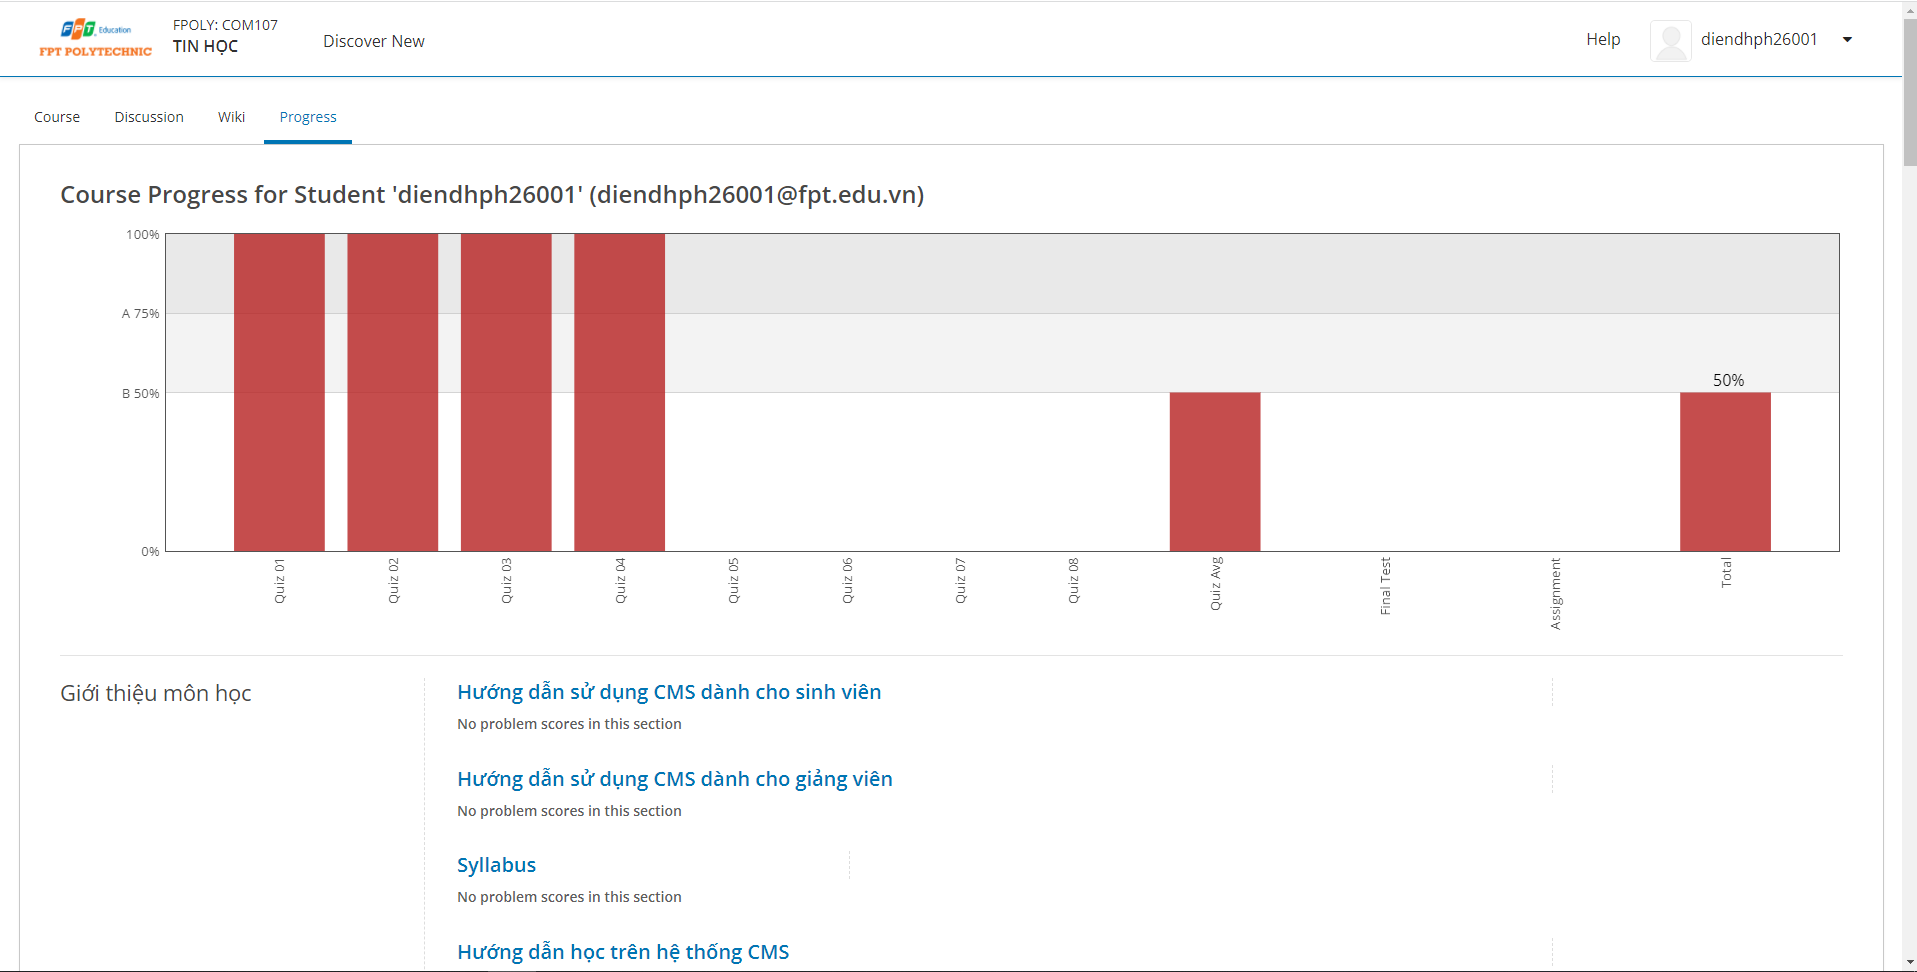 FPT Education
FPT POLYTECHNIC
FPOLY: COM107
TIN HỌC
Discover New
Help
diendhph26001
Course
Discussion
Wiki
Progress
Course Progress for Student 'diendhph26001' (diendhph26001@fpt.edu.vn)
100%
A 75%
B 50%
0%
50%
Quiz 01
Quiz 02
Quiz 03
Quiz 04
Quiz 05
Quiz 06
Quiz 07
Quiz 08
Quiz Avg
Final Test
Assignment
Total
Giới thiệu môn học
Hướng dẫn sử dụng CMS dành cho sinh viên
No problem scores in this section
Hướng dẫn sử dụng CMS dành cho giảng viên
No problem scores in this section
Syllabus
No problem scores in this section
Hướng dẫn học trên hệ thống CMS